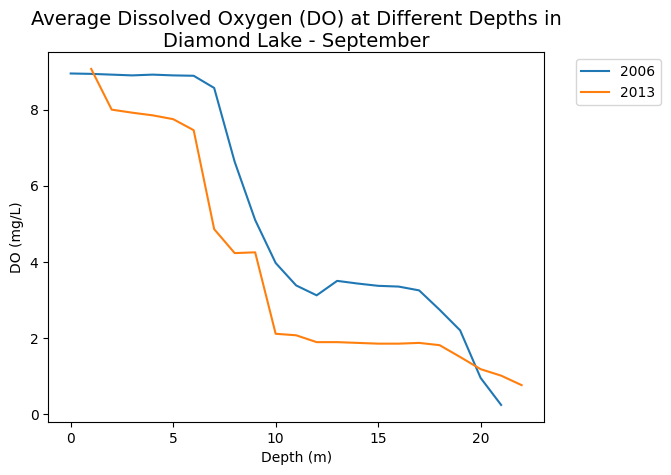 Average Dissolved Oxygen (DO) at Different Depths in
Diamond Lake - September
2006
2013
8
6
4
2
0
DO (mg/L)
0 5 10 15 20
Depth (m)